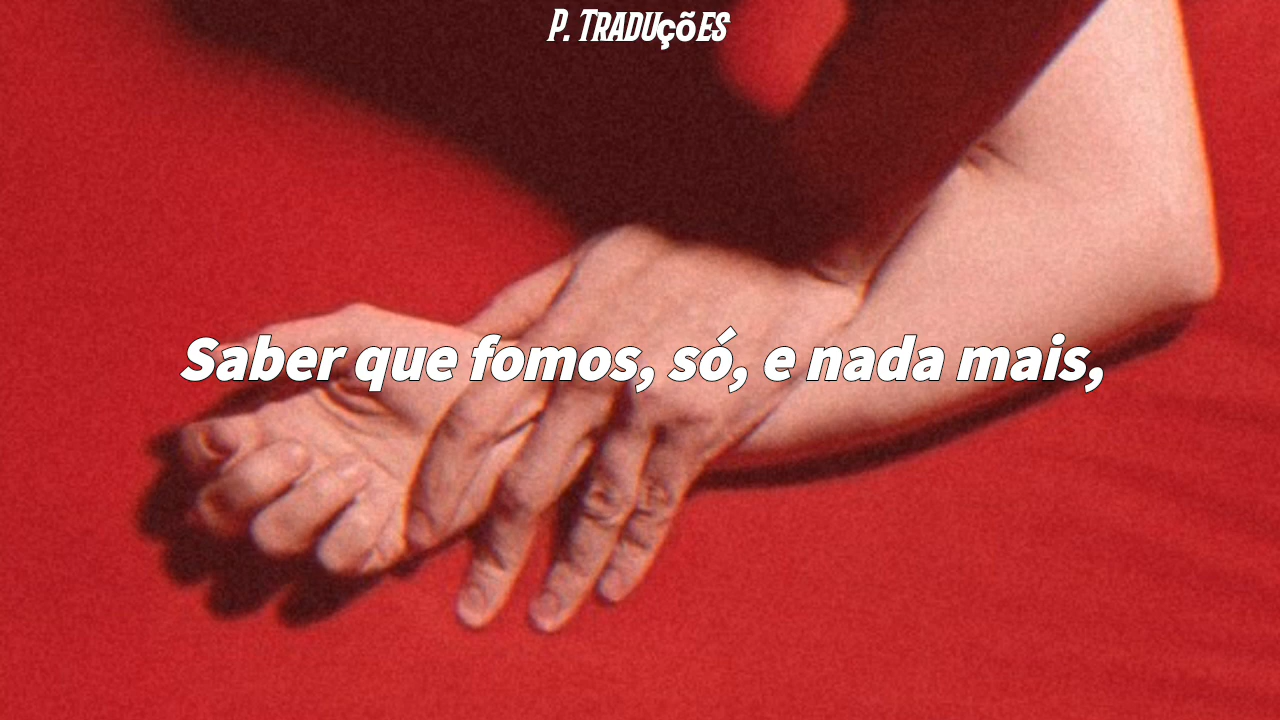 P. Traduções
Saber que fomos, só, e nada mais,